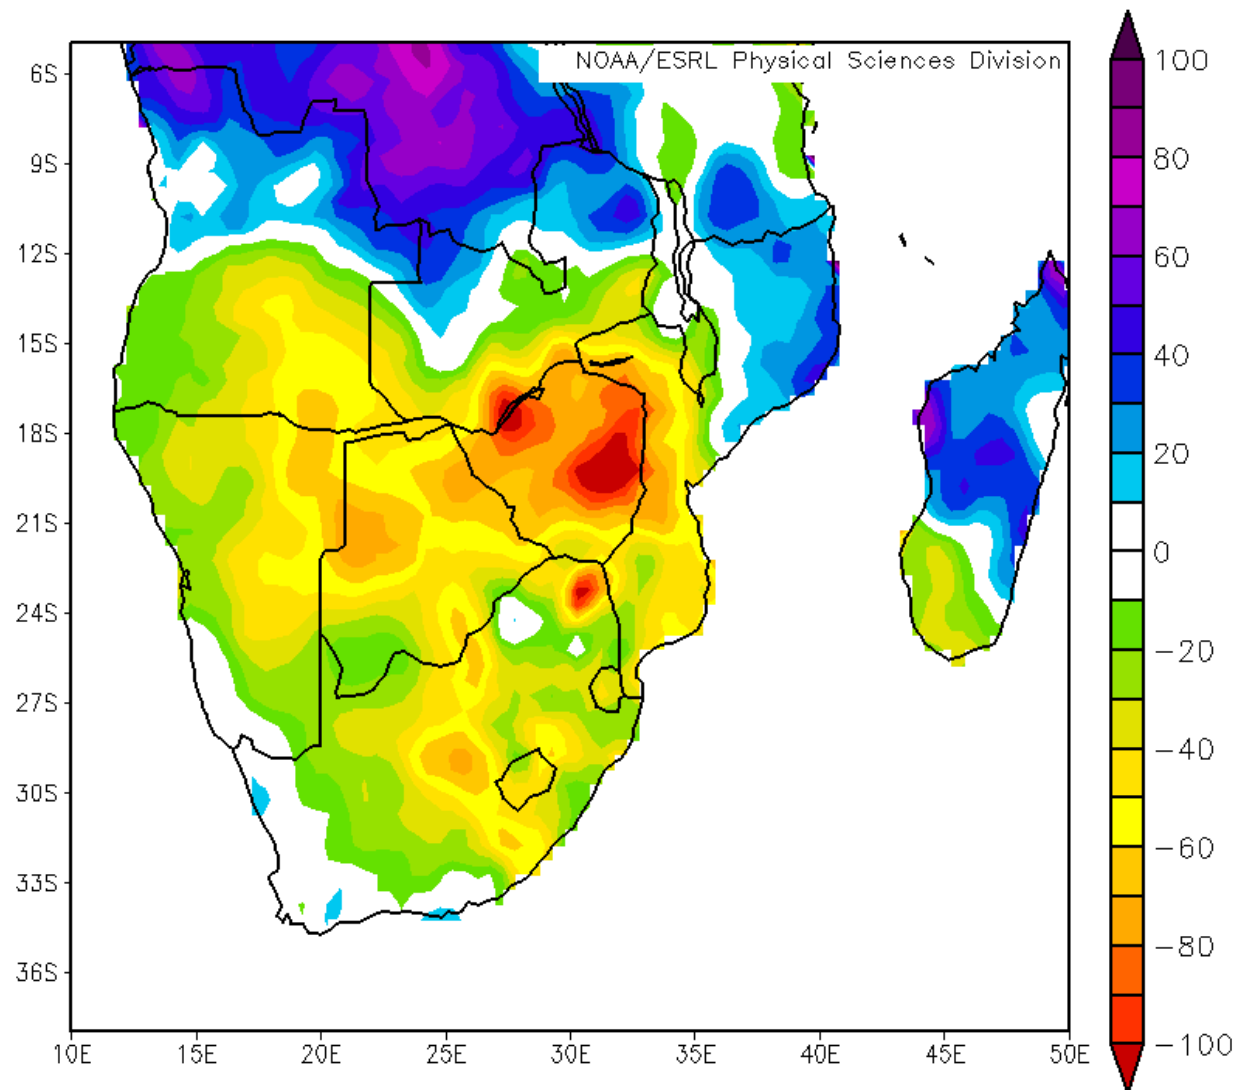 NOAA/ESRL Physical Sciences Division
100
80
60
40
20
0
-20
-40
-60
-80
-100
6S
9S
12S
15S
18S
21S
24S
27S
30S
33S
36S
10E 15E 20E 25E 30E 35E 40E 45E 50E